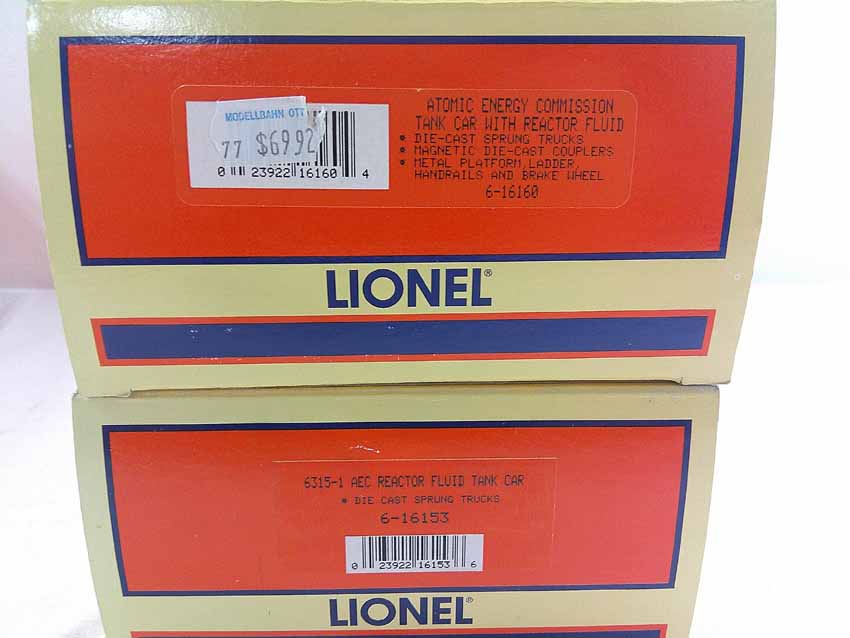 MODELLBAHN OTT
77 $69.92
0 23922 16160 4
ATOMIC ENERGY COMMISSION
TANK CAR WITH REACTOR FLUID
• DIE-CAST SPRUNG TRUCKS
• MAGNETIC DIE-CAST COUPLERS
• METAL PLATFORM, LADDER,
HANDRAILS AND BRAKE WHEEL
6-16160
LIONEL®
6315-1 AEC REACTOR FLUID TANK CAR
* DIE CAST SPRUNG TRUCKS
6-16153
0 23922 16153 6
LIONEL®